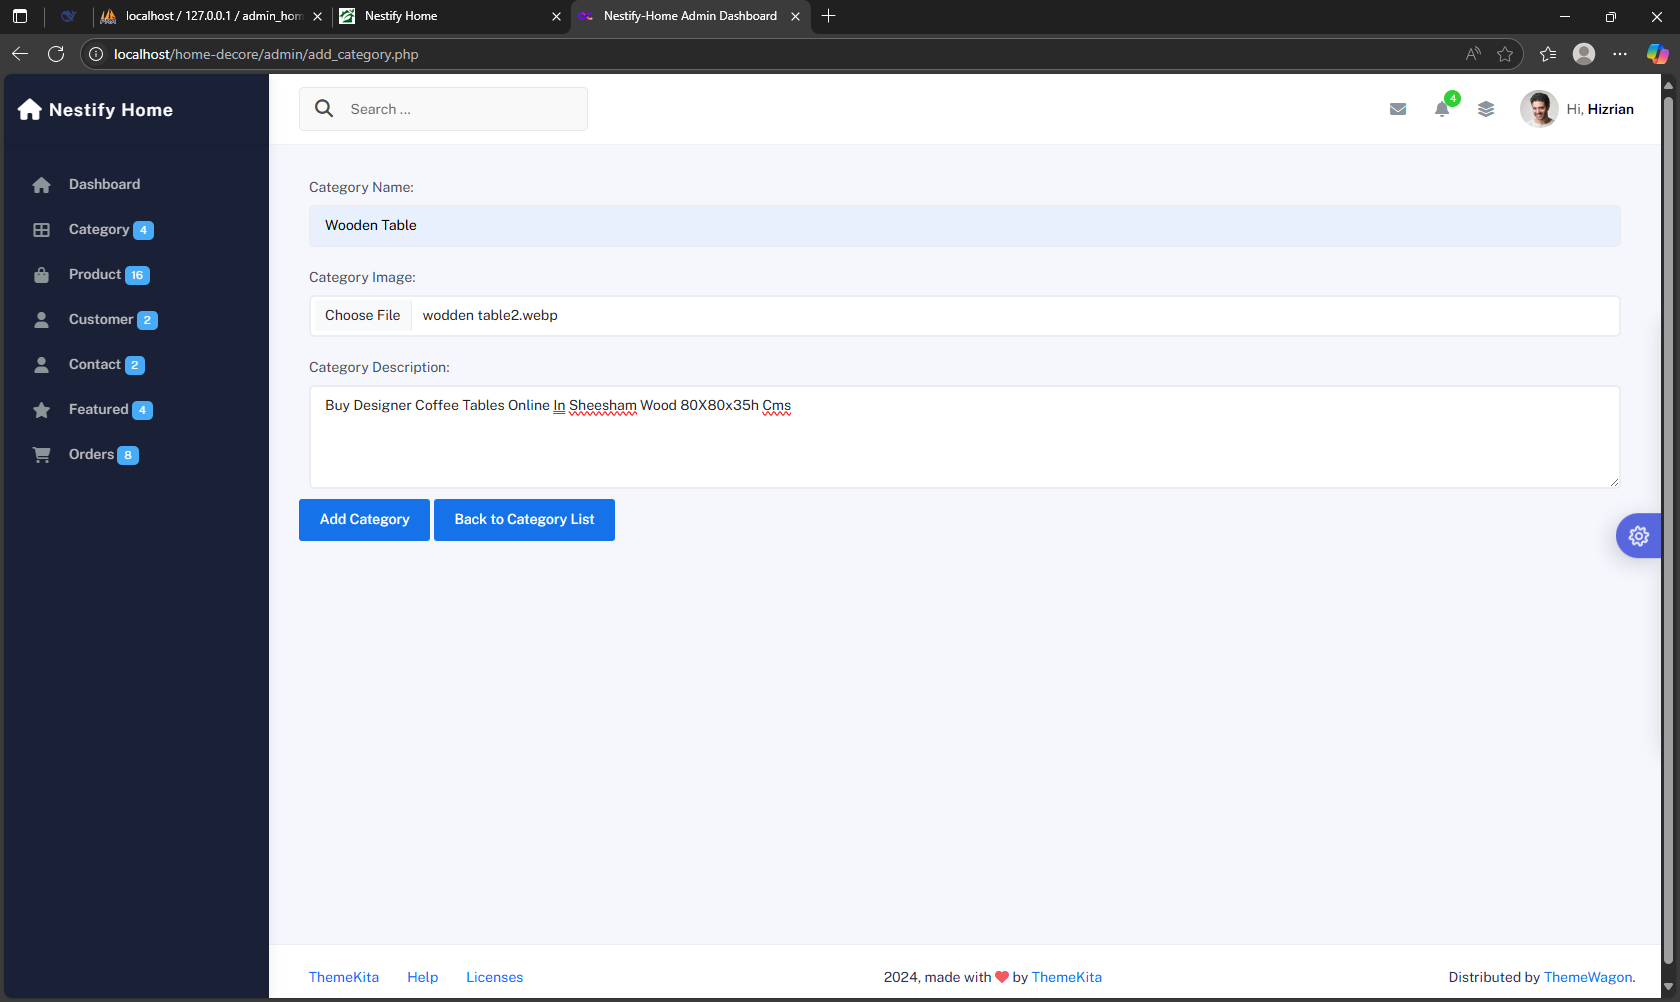 localhost / 127.0.0.1 / admin_hom
Nestify Home
Nestify-Home Admin Dashboard
localhost/home-decore/admin/add_category.php
Nestify Home
Search ...
4
Hi, Hizrian
Dashboard
Category 4
Product 16
Customer 2
Contact 2
Featured 4
Orders 8
Category Name:
Wooden Table
Category Image:
Choose File wodden table2.webp
Category Description:
Buy Designer Coffee Tables Online In Sheesham Wood 80X80x35h Cms
Add Category Back to Category List
ThemeKita Help Licenses
2024, made with ❤ by ThemeKita
Distributed by ThemeWagon.